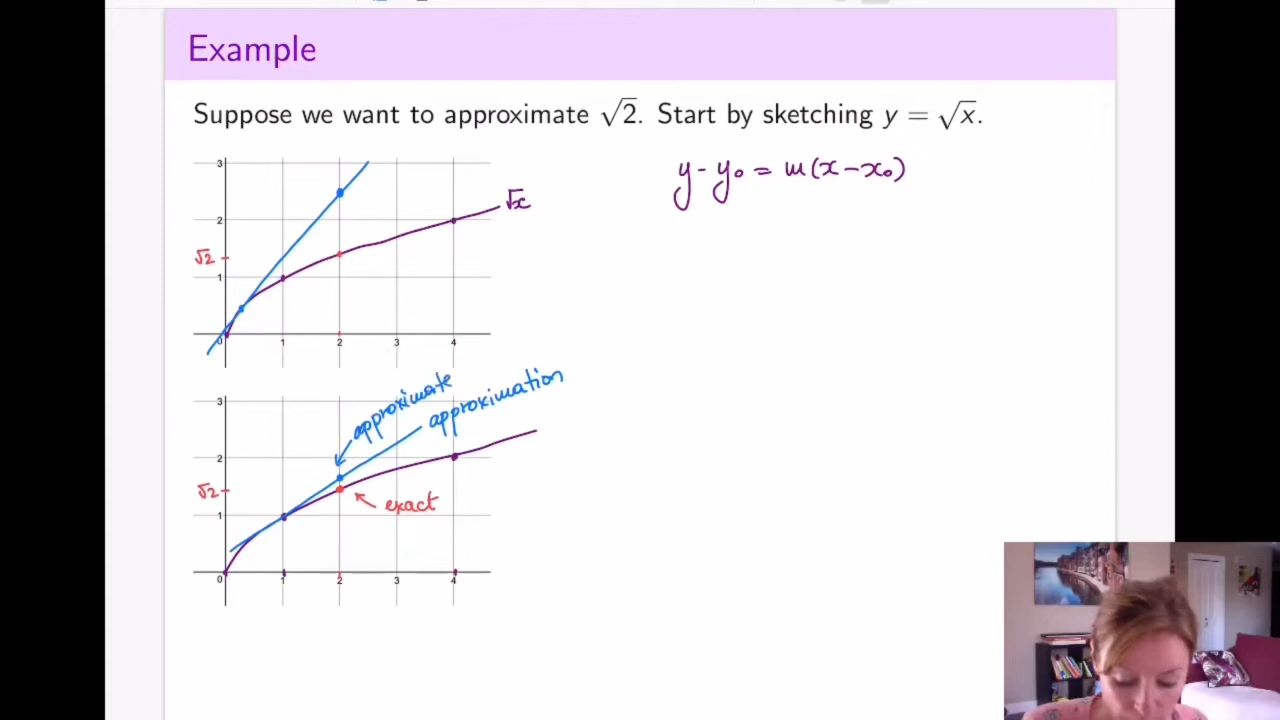 Example
Suppose we want to approximate √2. Start by sketching y = √x.
y - y₀ = m(x - x₀)
3
2
√2
1
0
1
2
3
4
√x
3
2
√2
1
0
1
2
3
4
approximate
approximation
exact